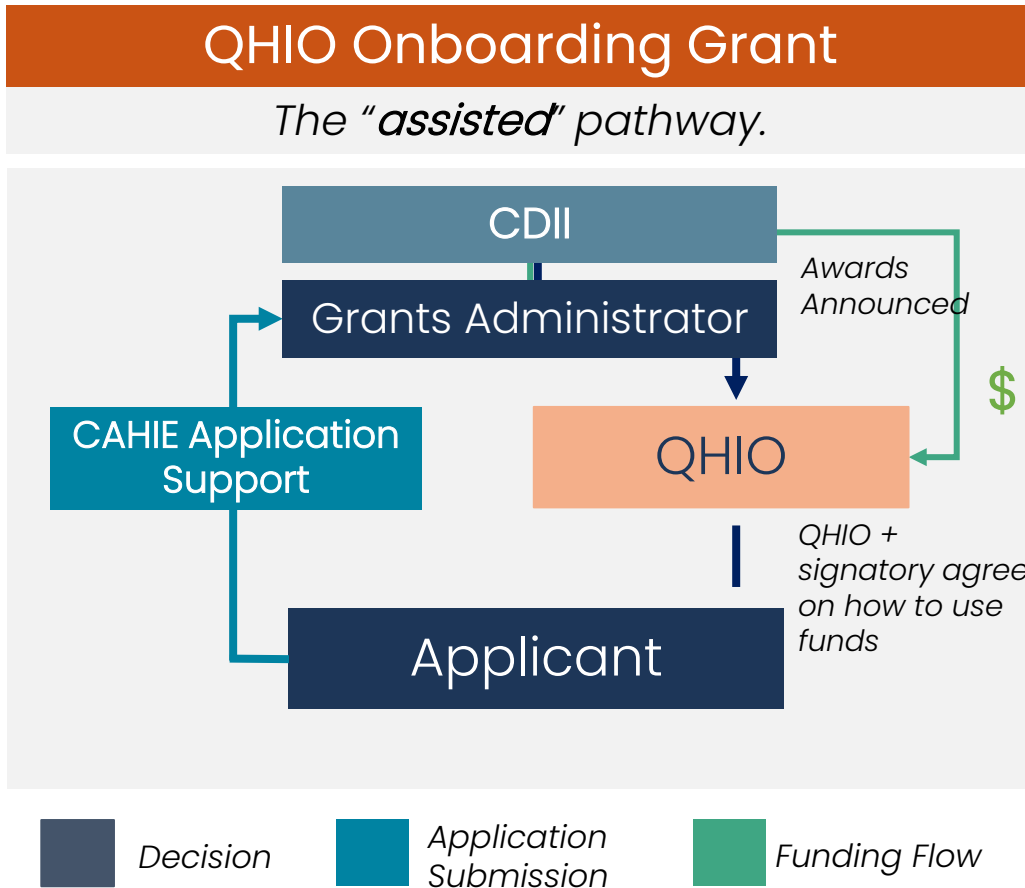 QHIO Onboarding Grant
The “assisted” pathway.
CDII
Awards
Announced
Grants Administrator
$
CAHIE Application
Support
QHIO
QHIO +
signatory agree
on how to use
funds
Applicant
Decision
Application
Submission
Funding Flow